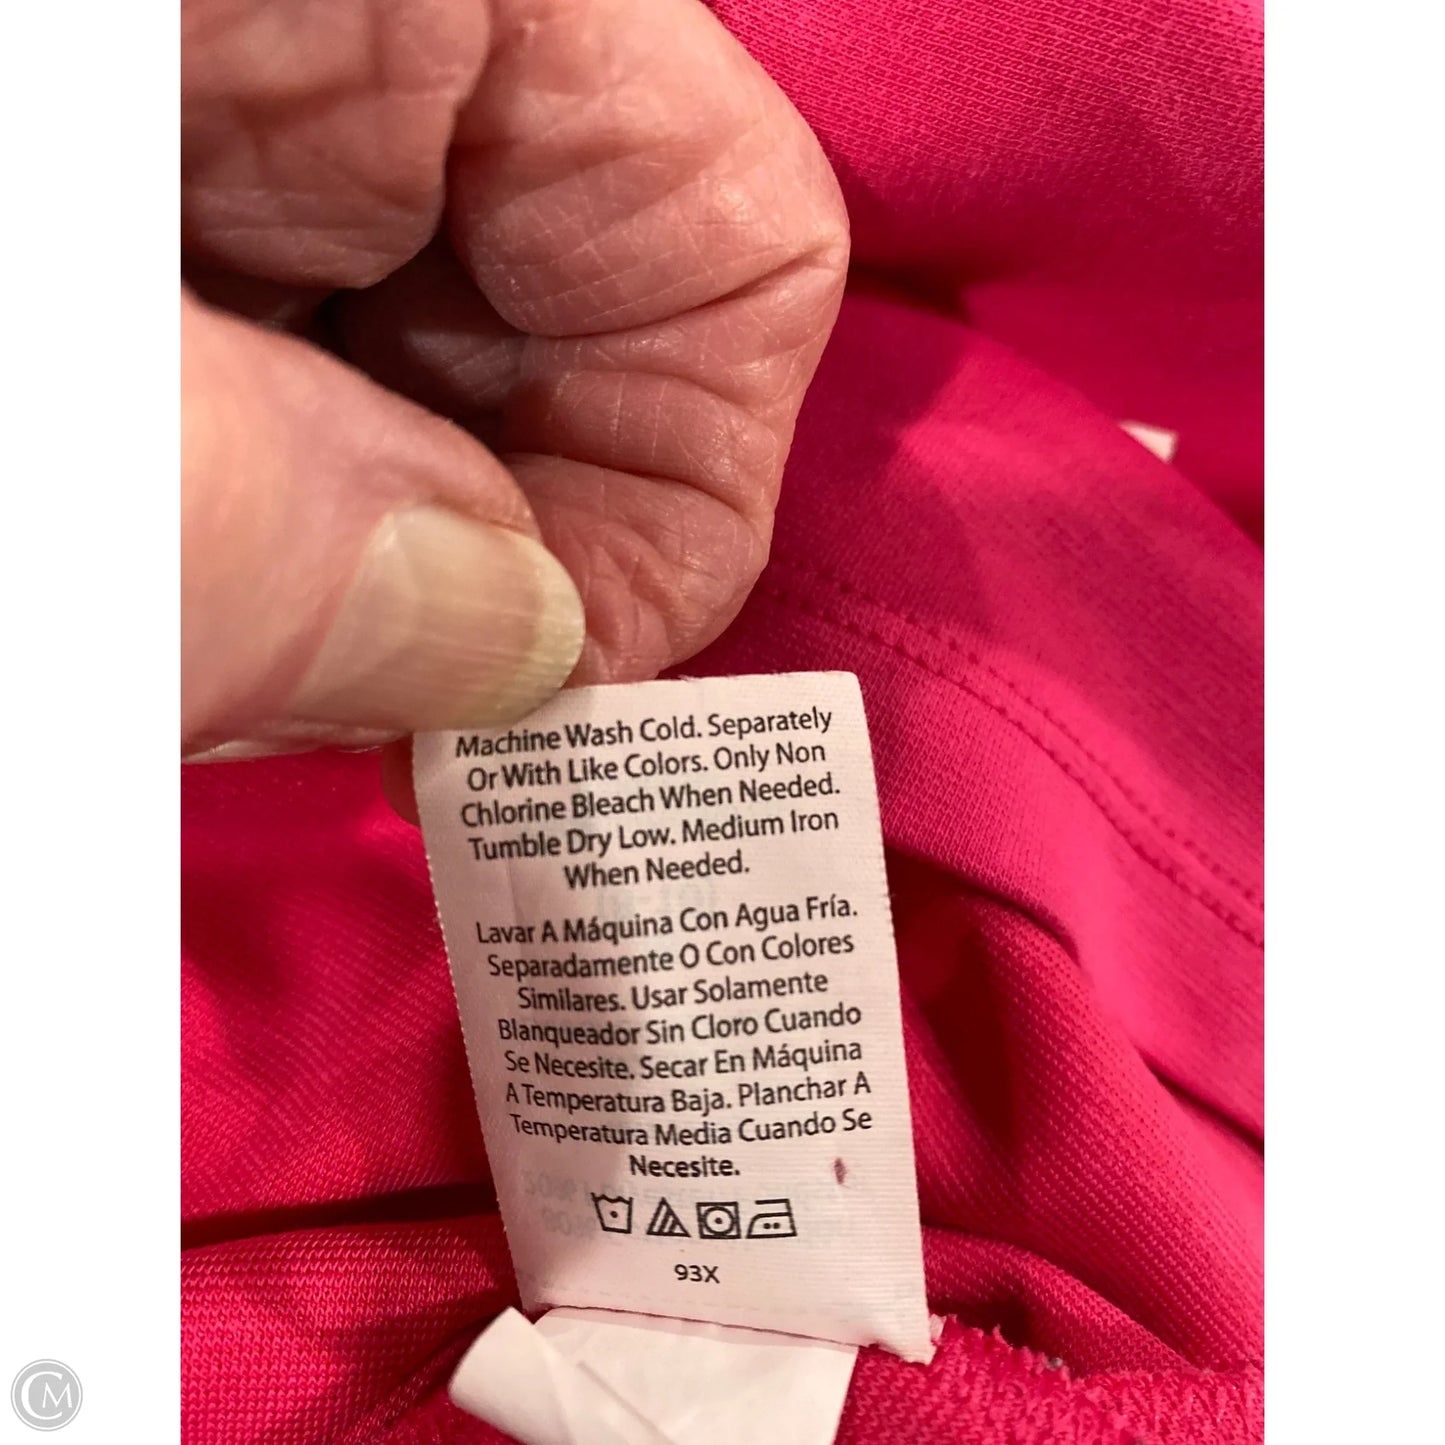 Machine Wash Cold. Separately
Or With Like Colors. Only Non
Chlorine Bleach When Needed.
Tumble Dry Low. Medium Iron
When Needed.
Lavar A Máquina Con Agua Fría.
Separadamente O Con Colores
Similares. Usar Solamente
Blanqueador Sin Cloro Cuando
Se Necesite. Secar En Máquina
A Temperatura Baja. Planchar A
Temperatura Media Cuando Se
Necesite.
93X
CM